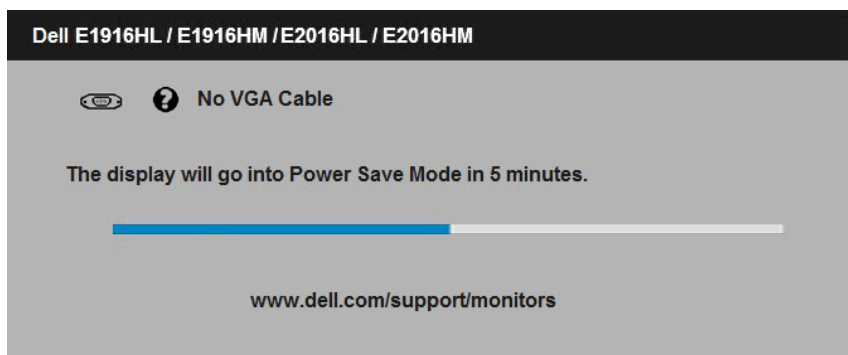 Dell E1916HL / E1916HM / E2016HL / E2016HM
No VGA Cable
The display will go into Power Save Mode in 5 minutes.
www.dell.com/support/monitors